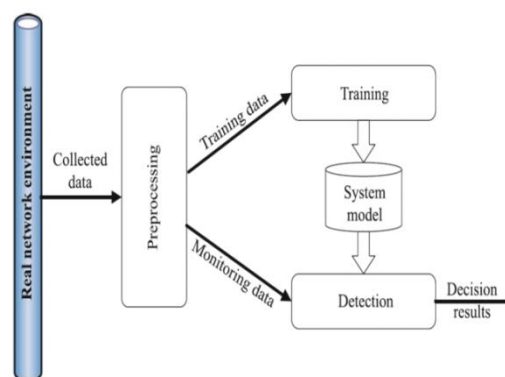 Real network environment
Collected
data
Preprocessing
Training data
Monitoring data
Training
System
model
Detection
Decision
results